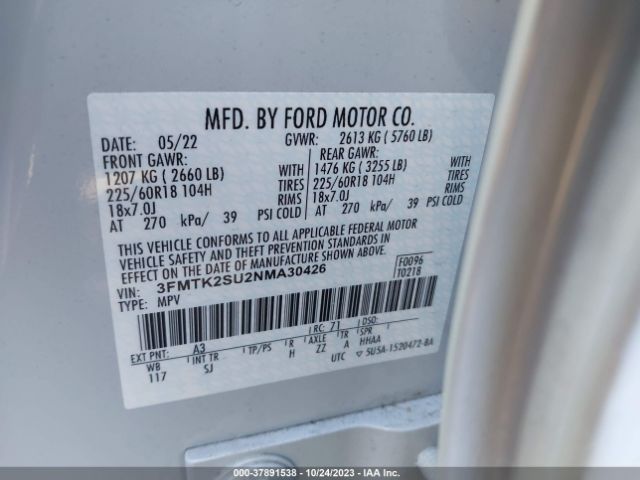 MFD. BY FORD MOTOR CO.
DATE: 05/22 GVWR: 2613 KG ( 5760 LB)
FRONT GAWR: REAR GAWR:
1207 KG ( 2660 LB) WITH 1476 KG ( 3255 LB) WITH
225/60R18 104H TIRES 225/60R18 104H TIRES
18x7.0J RIMS 18x7.0J RIMS
AT 270 kPa/ 39 PSI COLD AT 270 kPa/ 39 PSI COLD
THIS VEHICLE CONFORMS TO ALL APPLICABLE FEDERAL MOTOR
VEHICLE SAFETY AND THEFT PREVENTION STANDARDS IN
EFFECT ON THE DATE OF MANUFACTURE SHOWN ABOVE.
VIN: 3FMTK2SU2NMA30426 F0096
TYPE: MPV T0218
EXT PNT: A3 RC: 71 DSO:
WB INT TR TP/PS R AXLE TR SPR
117 SJ H ZZ A HHAA
UTC 5U5A-1520472-BA
000-37891538 10/24/2023 IAA Inc.